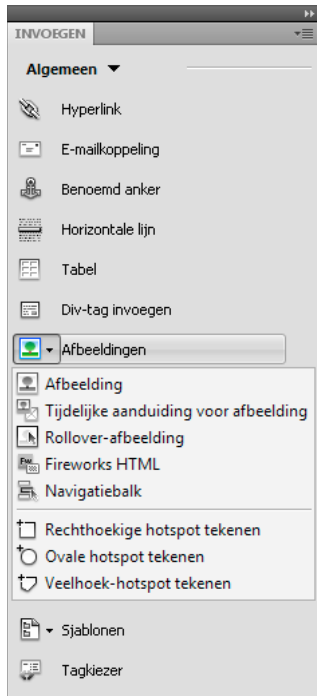 INVOEGEN
Algemeen
Hyperlink
E-mailkoppeling
Benoemd anker
Horizontale lijn
Tabel
Div-tag invoegen
Afbeeldingen
Afbeelding
Tijdelijke aanduiding voor afbeelding
Rollover-afbeelding
Fireworks HTML
Navigatiebalk
Rechthoekige hotspot tekenen
Ovale hotspot tekenen
Veelhoek-hotspot tekenen
Sjablonen
Tagkiezer